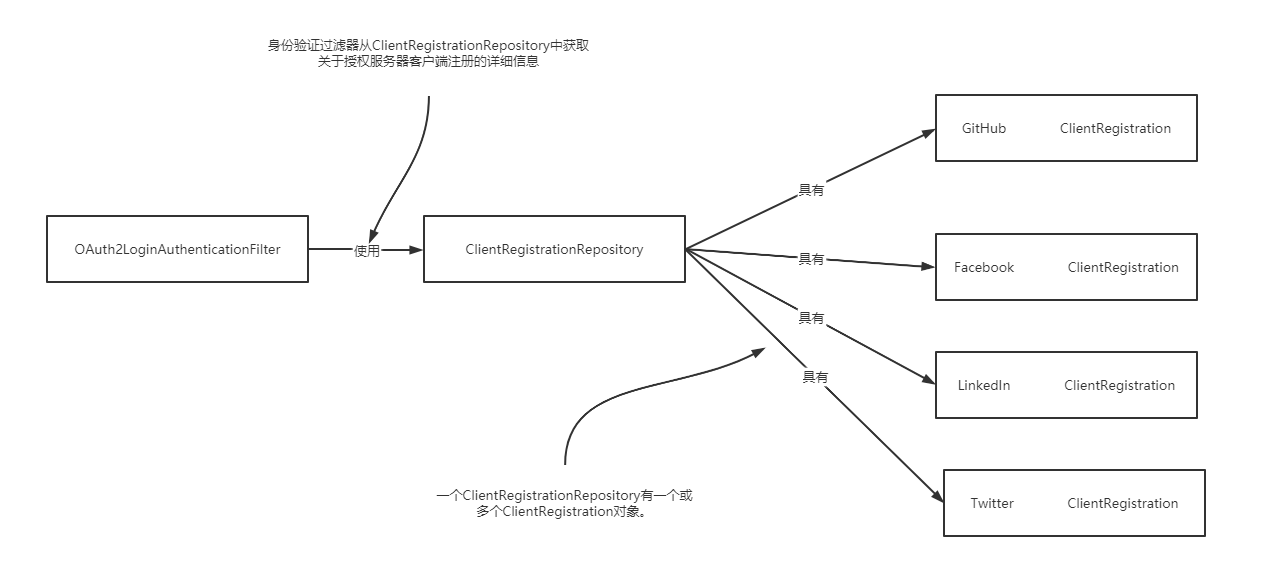 身份验证过滤器从ClientRegistrationRepository中获取
关于授权服务器客户端注册的详细信息
GitHub ClientRegistration
具有
OAuth2LoginAuthenticationFilter
使用
ClientRegistrationRepository
具有
Facebook ClientRegistration
具有
具有
LinkedIn ClientRegistration
一个ClientRegistrationRepository有一个或
多个ClientRegistration对象。
Twitter ClientRegistration